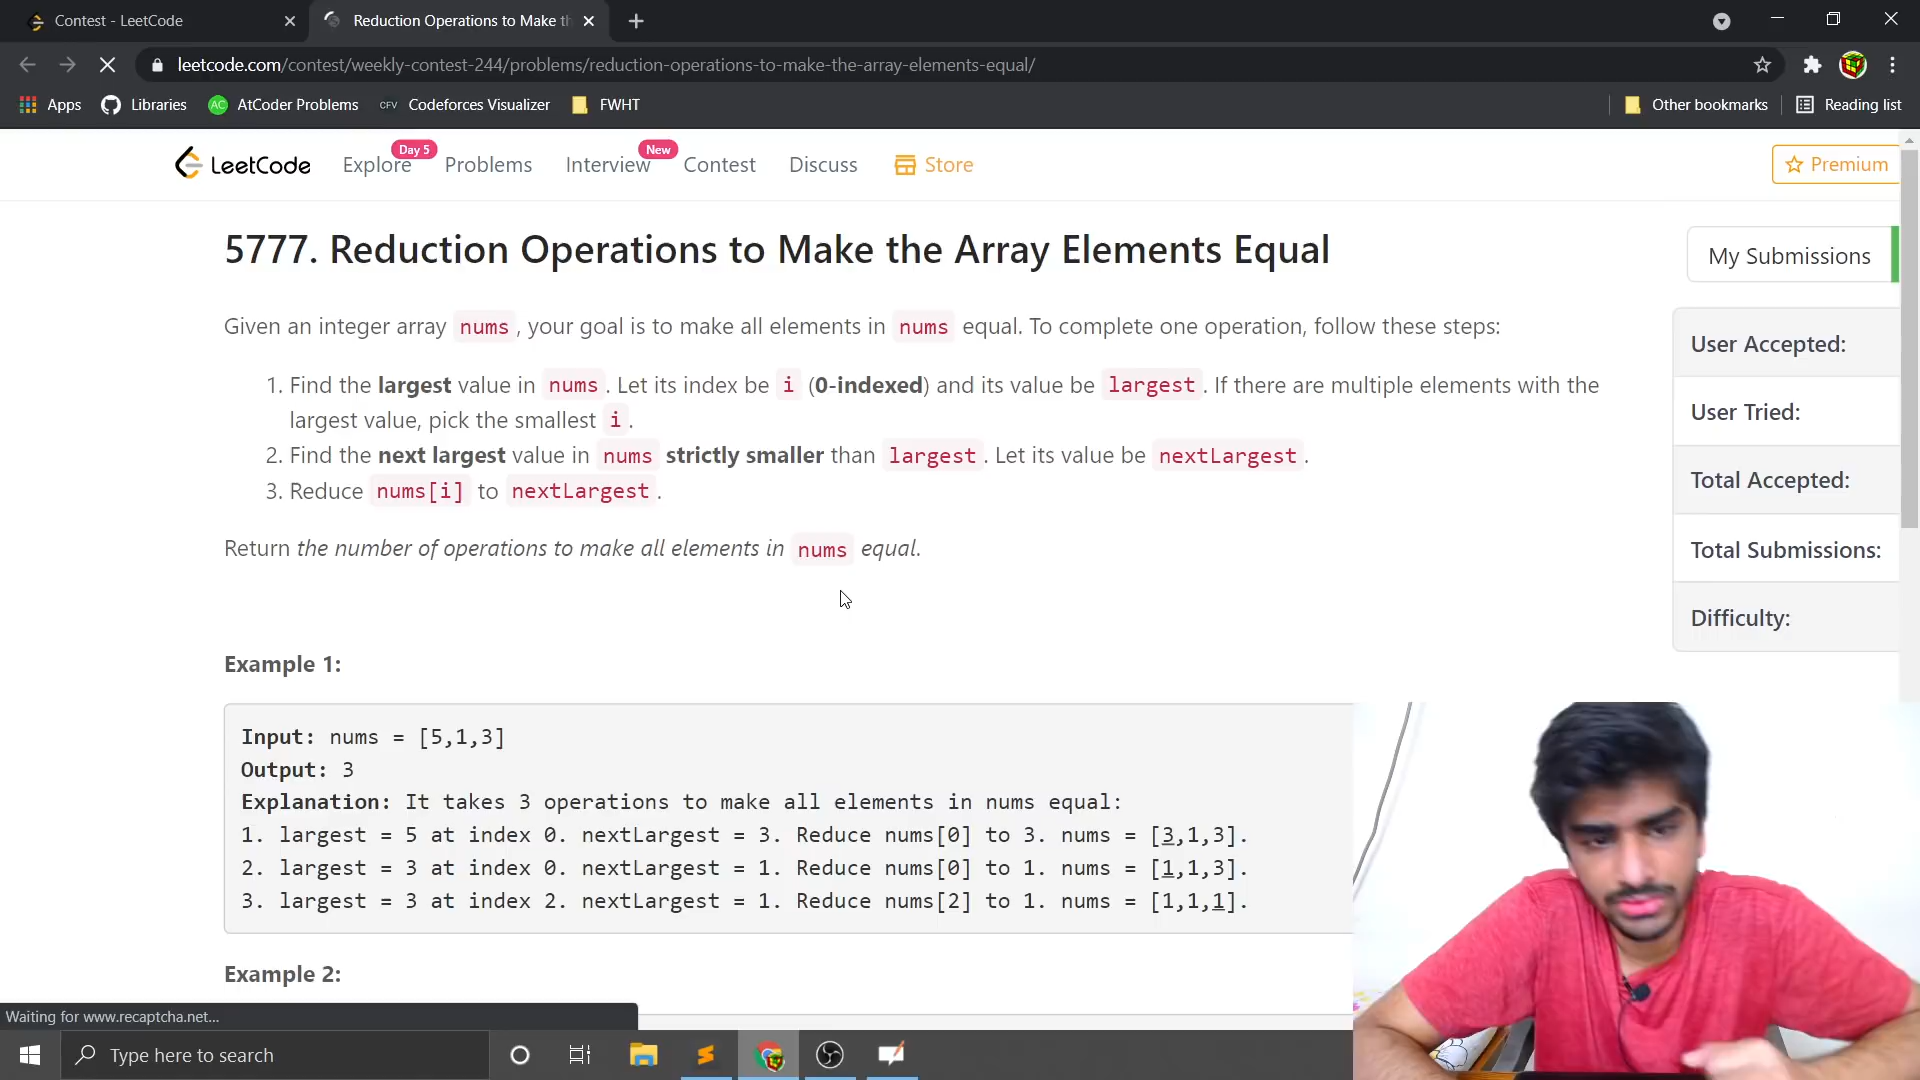 Contest - LeetCode
Reduction Operations to Make th
leetcode.com/contest/weekly-contest-244/problems/reduction-operations-to-make-the-array-elements-equal/
Apps
Libraries
AC AtCoder Problems
CFV Codeforces Visualizer
FWHT
Other bookmarks
Reading list
LeetCode
Explore
Day 5
Problems
Interview
New
Contest
Discuss
Store
Premium
5777. Reduction Operations to Make the Array Elements Equal
My Submissions
Given an integer array nums, your goal is to make all elements in nums equal. To complete one operation, follow these steps:
1. Find the largest value in nums. Let its index be i (0-indexed) and its value be largest. If there are multiple elements with the
largest value, pick the smallest i.
2. Find the next largest value in nums strictly smaller than largest. Let its value be nextLargest.
3. Reduce nums[i] to nextLargest.
Return the number of operations to make all elements in nums equal.
User Accepted:
User Tried:
Total Accepted:
Total Submissions:
Difficulty:
Example 1:
Input: nums = [5,1,3]
Output: 3
Explanation: It takes 3 operations to make all elements in nums equal:
1. largest = 5 at index 0. nextLargest = 3. Reduce nums[0] to 3. nums = [3,1,3].
2. largest = 3 at index 0. nextLargest = 1. Reduce nums[0] to 1. nums = [1,1,3].
3. largest = 3 at index 2. nextLargest = 1. Reduce nums[2] to 1. nums = [1,1,1].
Example 2:
Waiting for www.recaptcha.net...
Type here to search